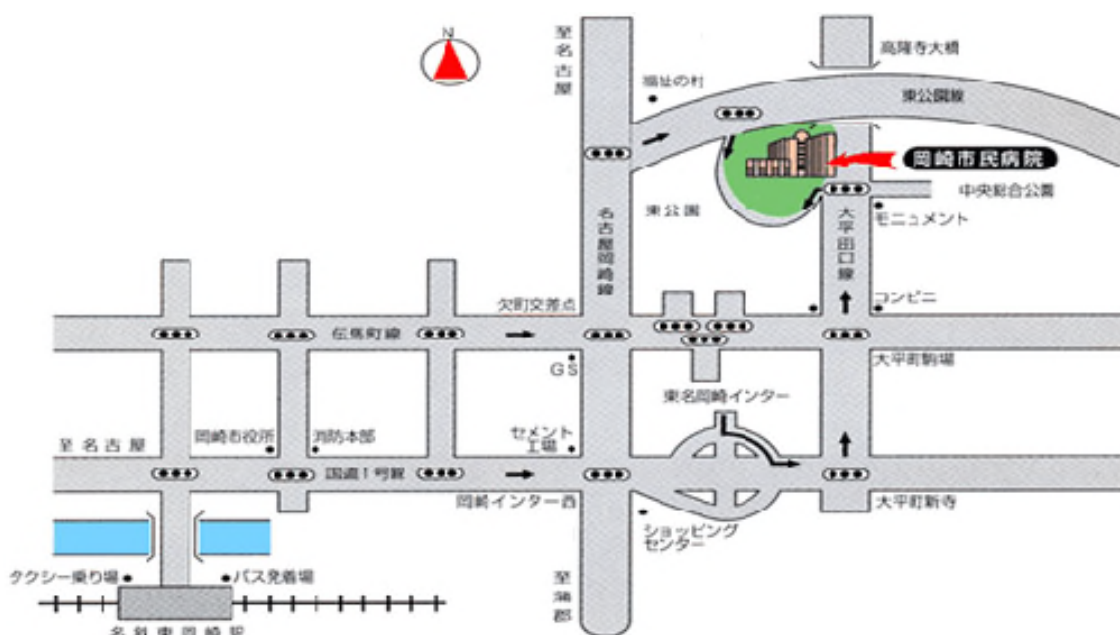 N
至名古屋
高隆寺大橋
福祉の村
東公園線
岡崎市民病院
中央総合公園
東公園
モニュメント
名古屋岡崎線
大平田口線
欠町交差点
コンビニ
伝馬町線
GS
大平町駒場
東名岡崎インター
至名古屋
岡崎市役所
消防本部
セメント
工場
国道1号線
岡崎インター西
大平町新寺
ショッピング
センター
タクシー乗り場
バス発着場
至蒲郡
名鉄東岡崎駅